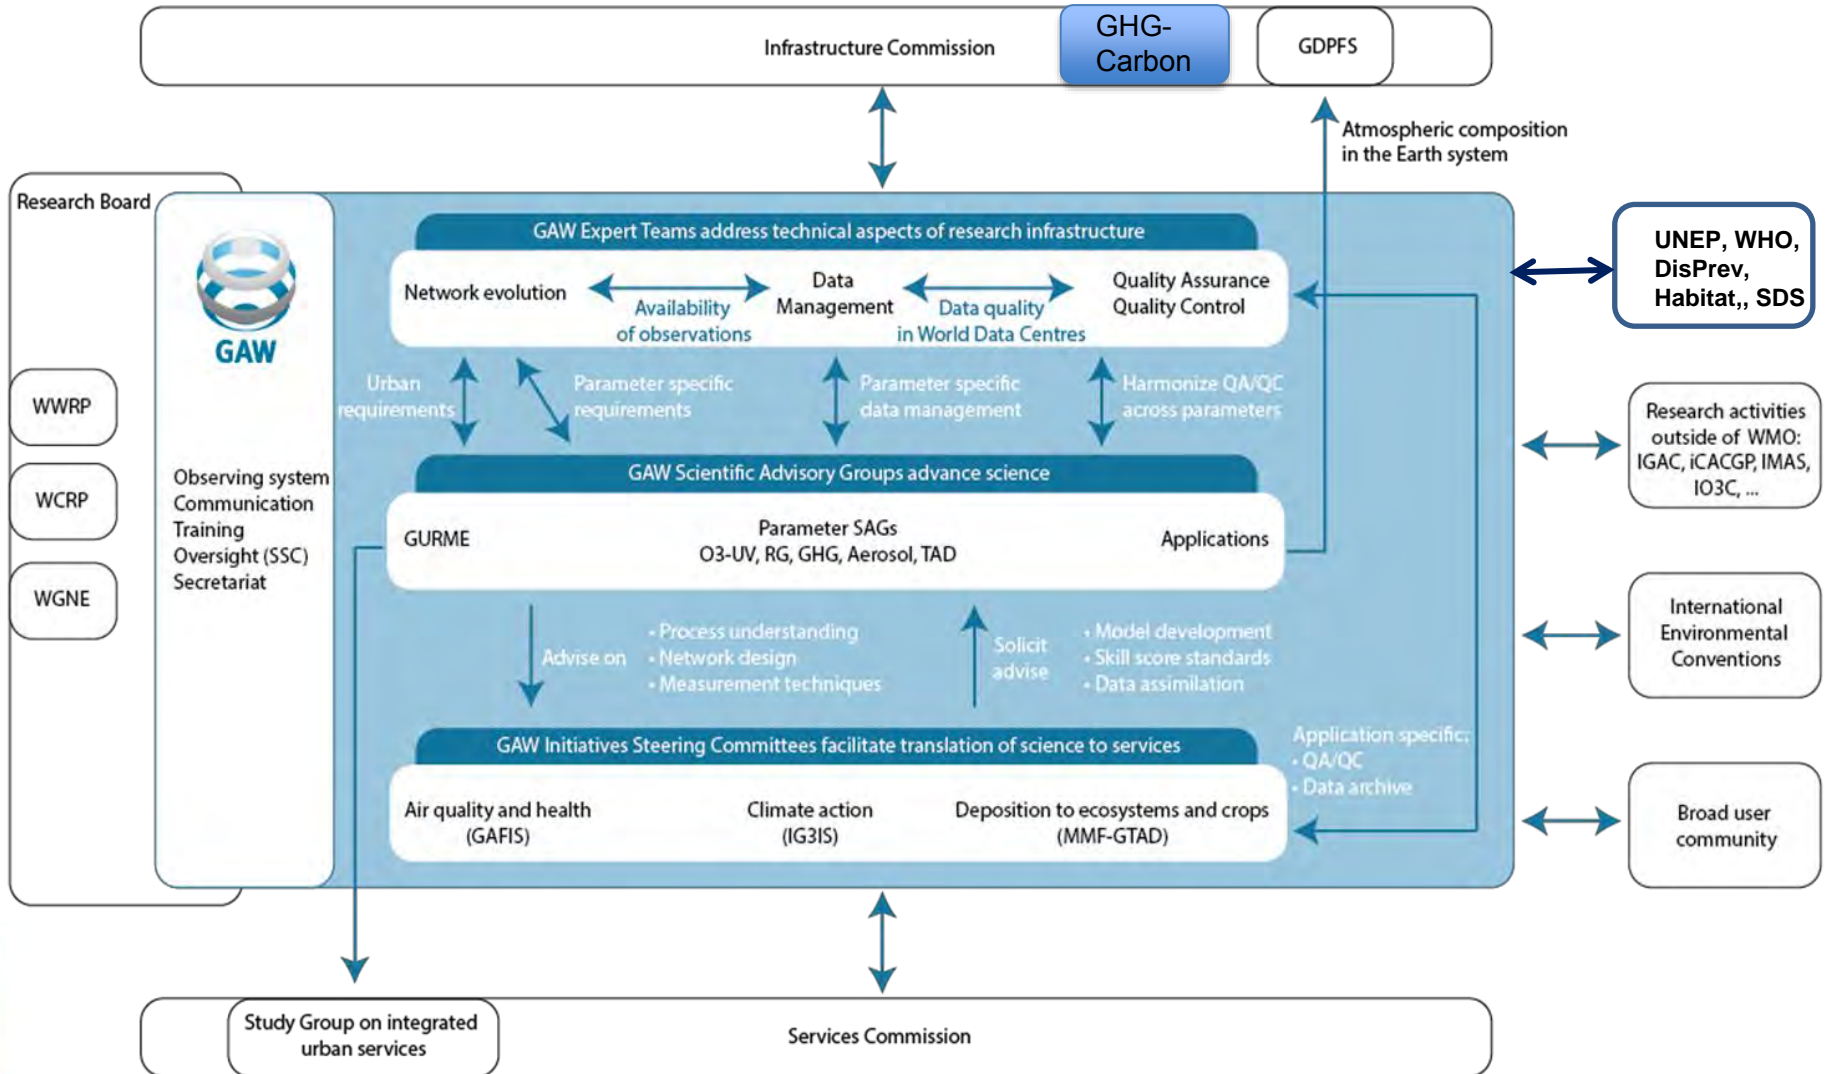 Infrastructure Commission
GHG-
Carbon
GDPFS
Atmospheric composition
in the Earth system
Research Board
GAW
WWRP
WCRP
WGNE
Observing system
Communication
Training
Oversight (SSC)
Secretariat
GAW Expert Teams address technical aspects of research infrastructure
Network evolution
Availability
of observations
Data
Management
Data quality
in World Data Centres
Quality Assurance
Quality Control
Urban
requirements
Parameter specific
requirements
Parameter specific
data management
Harmonize QA/QC
across parameters
GAW Scientific Advisory Groups advance science
GURME
Parameter SAGs
O3-UV, RG, GHG, Aerosol, TAD
Applications
Advise on
• Process understanding
• Network design
• Measurement techniques
Solicit
advise
• Model development
• Skill score standards
• Data assimilation
GAW Initiatives Steering Committees facilitate translation of science to services
Air quality and health
(GAFIS)
Climate action
(IG3IS)
Deposition to ecosystems and crops
(MMF-GTAD)
Application specific:
• QA/QC
• Data archive
UNEP, WHO,
DisPrev,
Habitat,, SDS
Research activities
outside of WMO:
IGAC, iCACGP, IMAS,
IO3C, ...
International
Environmental
Conventions
Broad user
community
Study Group on integrated
urban services
Services Commission